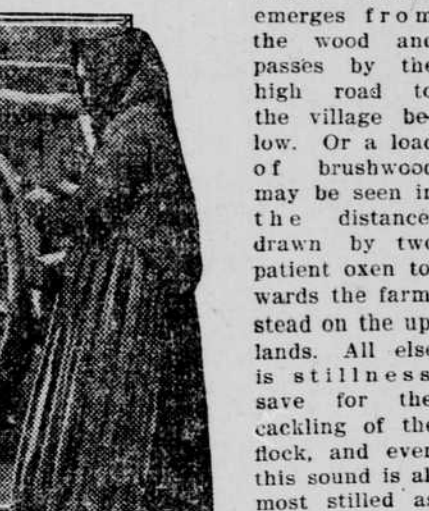 emerges from
the wood and
passes by the
high road to
the village be
low. Or a load
of brushwood
may be seen in
the distance
drawn by two
patient oxen to
wards the farm
stead on the up
lands. All else
is stillness
save for the
cackling of the
flock, and even
this sound is al
most stilled as